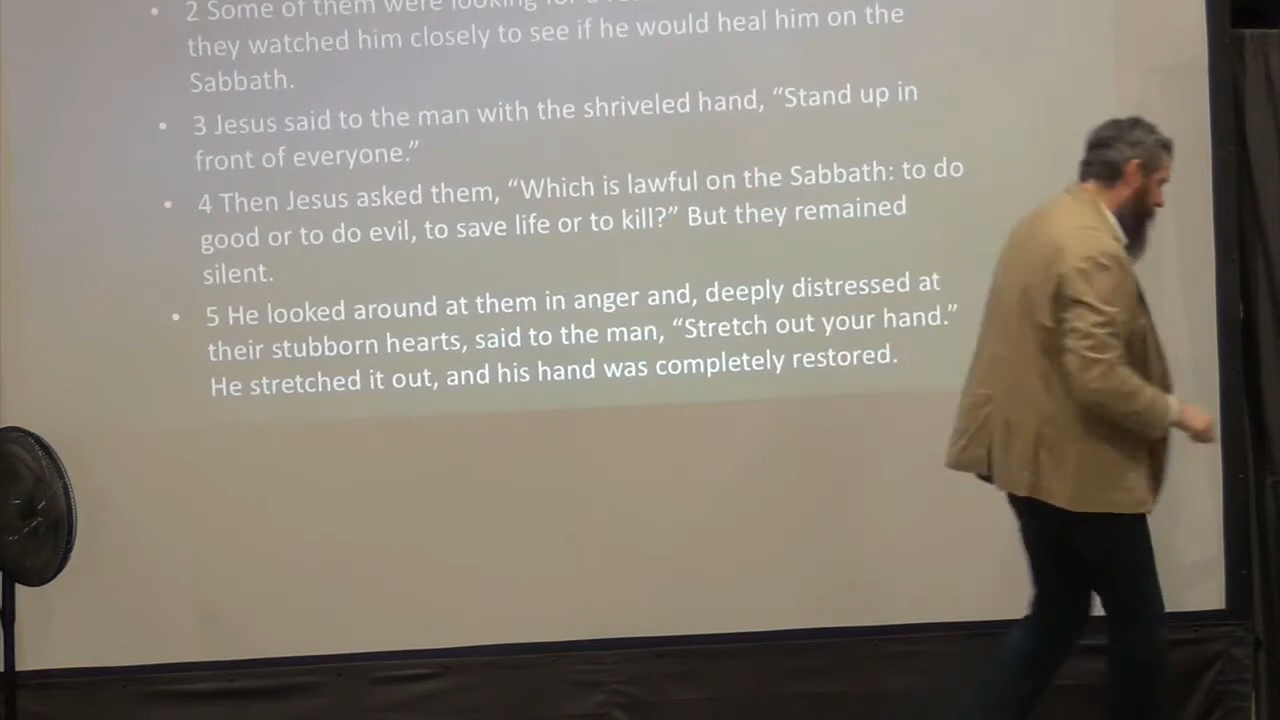 • 2 Some of them were looking for a
they watched him closely to see if he would heal him on the
Sabbath.
• 3 Jesus said to the man with the shriveled hand, “Stand up in
front of everyone.”
• 4 Then Jesus asked them, “Which is lawful on the Sabbath: to do
good or to do evil, to save life or to kill?” But they remained
silent.
• 5 He looked around at them in anger and, deeply distressed at
their stubborn hearts, said to the man, “Stretch out your hand.”
He stretched it out, and his hand was completely restored.